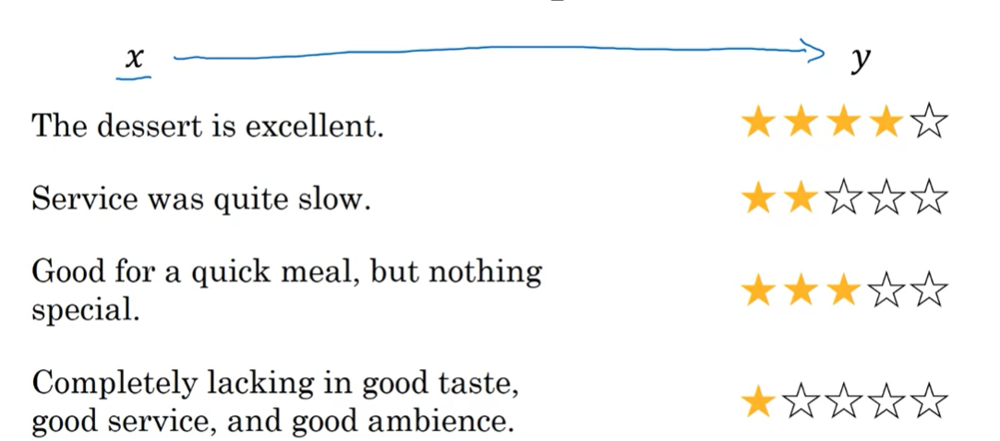 x y
The dessert is excellent.
Service was quite slow.
Good for a quick meal, but nothing
special.
Completely lacking in good taste,
good service, and good ambience.